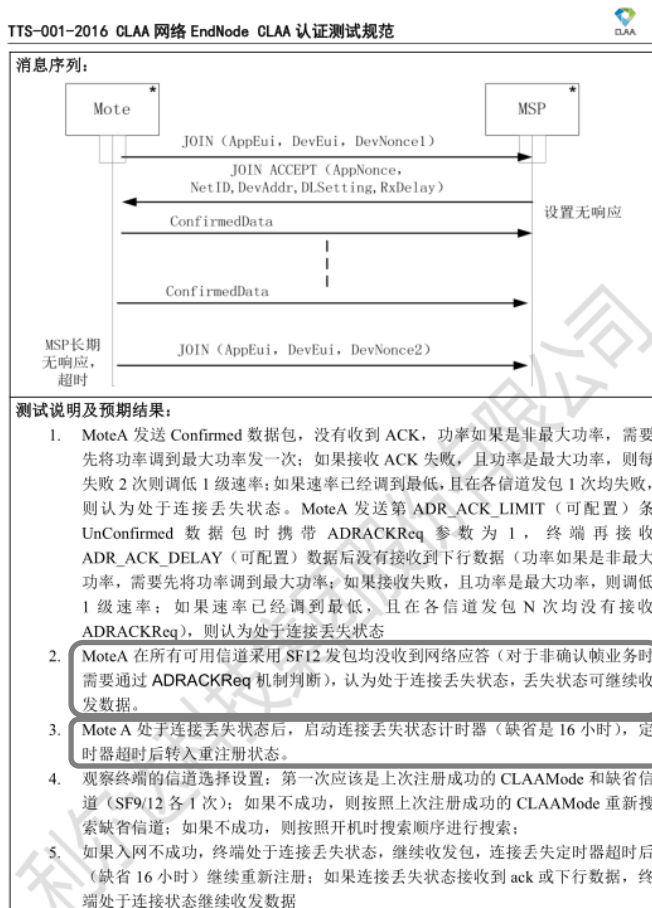 TTS-001-2016 CLAA 网络 EndNode CLAA 认证测试规范
CLAA
消息序列：
*
*
Mote
MSP
JOIN（AppEui，DevEui，DevNonce1）
JOIN ACCEPT（AppNonce，
NetID,DevAddr,DLSetting,RxDelay）
设置无响应
ConfirmedData
ConfirmedData
MSP长期
无响应，
超时
JOIN（AppEui，DevEui，DevNonce2）
测试说明及预期结果：
1. MoteA 发送 Confirmed 数据包，没有收到 ACK，功率如果是非最大功率，需要
先将功率调到最大功率发一次；如果接收 ACK 失败，且功率是最大功率，则每
失败 2 次则调低 1 级速率；如果速率已经调到最低，且在各信道发包 1 次均失败，
则认为处于连接丢失状态。MoteA 发送第 ADR_ACK_LIMIT（可配置）条
UnConfirmed 数据包时携带 ADRACKReq 参数为 1，终端再接收
ADR_ACK_DELAY（可配置）数据后没有接收到下行数据（功率如果是非最大
功率，需要先将功率调到最大功率；如果接收失败，且功率是最大功率，则调低
1 级速率；如果速率已经调到最低，且在各信道发包 N 次均没有接收
ADRACKReq），则认为处于连接丢失状态
2. MoteA 在所有可用信道采用 SF12 发包均没收到网络应答（对于非确认帧业务时
需要通过 ADRACKReq 机制判断），认为处于连接丢失状态，丢失状态可继续收
发数据。
3. Mote A 处于连接丢失状态后，启动连接丢失状态计时器（缺省是 16 小时），定
时器超时后转入重注册状态。
4. 观察终端的信道选择设置：第一次应该是上次注册成功的 CLAAMode 和缺省信
道（SF9/12 各 1 次）；如果不成功，则按照上次注册成功的 CLAAMode 重新搜
索缺省信道；如果不成功，则按照开机时搜索顺序进行搜索；
5. 如果入网不成功，终端处于连接丢失状态，继续收发包，连接丢失定时器超时后
（缺省 16 小时）继续重新注册；如果连接丢失状态接收到 ack 或下行数据，终
端处于连接状态继续收发数据